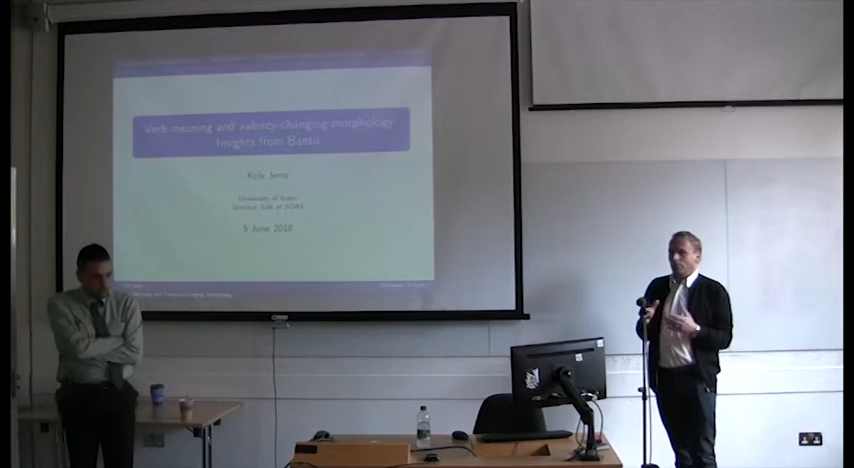 Verb meaning and valency-changing morphology
Insights from Bantu
Kyle Jerro
University of Essex
Seminar Talk at SOAS
5 June 2018